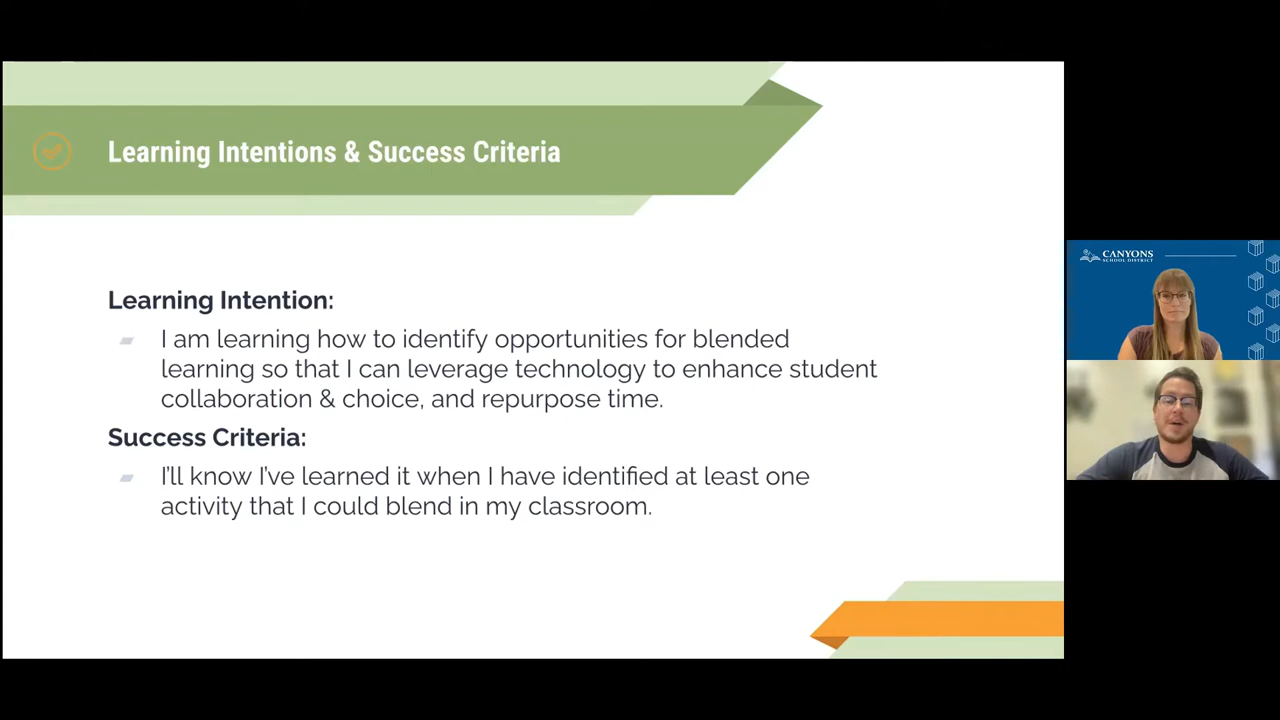 Learning Intentions & Success Criteria
Learning Intention:
I am learning how to identify opportunities for blended
learning so that I can leverage technology to enhance student
collaboration & choice, and repurpose time.
Success Criteria:
I'll know I've learned it when I have identified at least one
activity that I could blend in my classroom.
CANYONS
SCHOOL DISTRICT